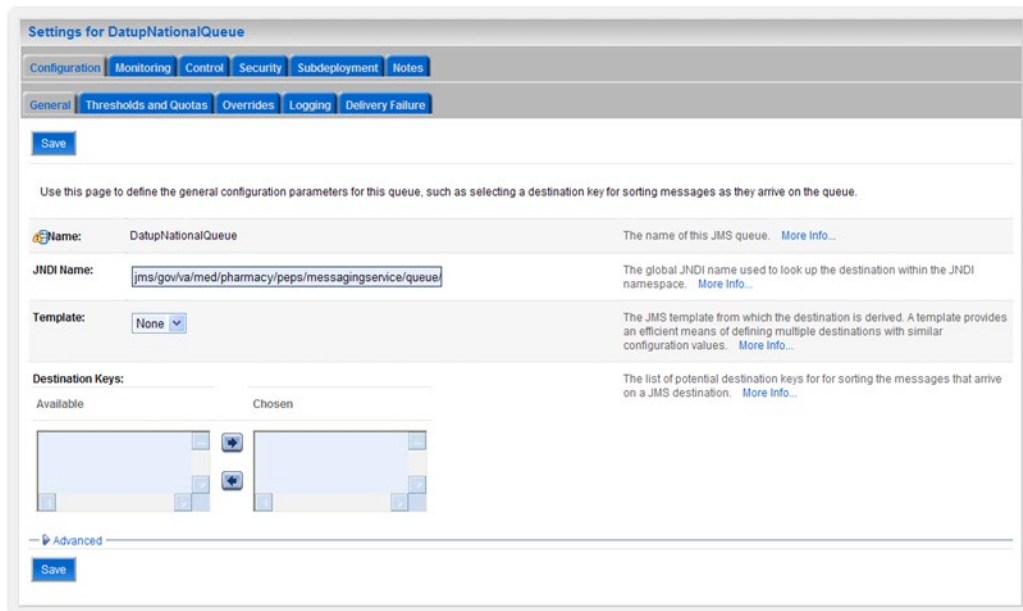 Settings for DatupNationalQueue
Configuration Monitoring Control Security Subdeployment Notes
General Thresholds and Quotas Overrides Logging Delivery Failure
Save
Use this page to define the general configuration parameters for this queue, such as selecting a destination key for sorting messages as they arrive on the queue.
Name: DatupNationalQueue The name of this JMS queue. More Info...
JNDI Name: jms/gov/va/med/pharmacy/peps/messagingservice/queue/ The global JNDI name used to look up the destination within the JNDI
namespace. More Info...
Template: None The JMS template from which the destination is derived. A template provides
an efficient means of defining multiple destinations with similar
configuration values. More Info...
Destination Keys: The list of potential destination keys for for sorting the messages that arrive
on a JMS destination. More Info...
Available Chosen
Advanced
Save